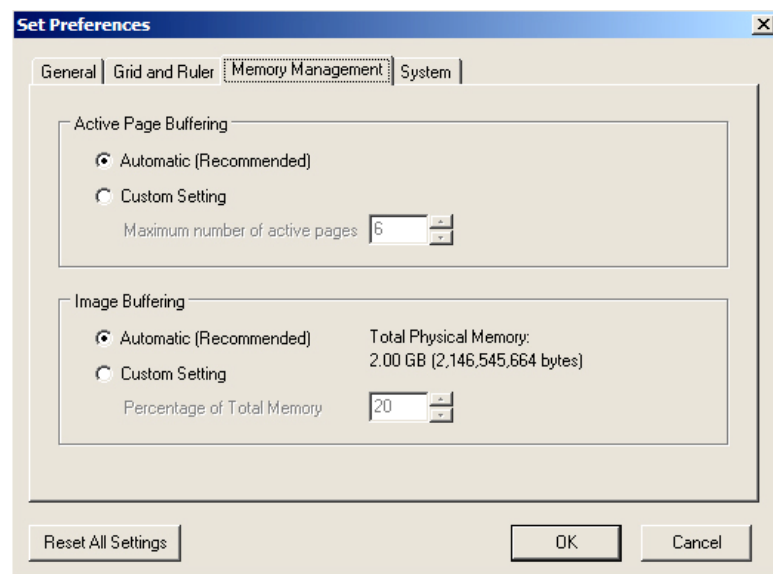 Set Preferences
General Grid and Ruler Memory Management System
Active Page Buffering
Automatic (Recommended)
Custom Setting
Maximum number of active pages 6
Image Buffering
Automatic (Recommended) Total Physical Memory:
2.00 GB (2,146,545,664 bytes)
Custom Setting
Percentage of Total Memory 20
Reset All Settings OK Cancel